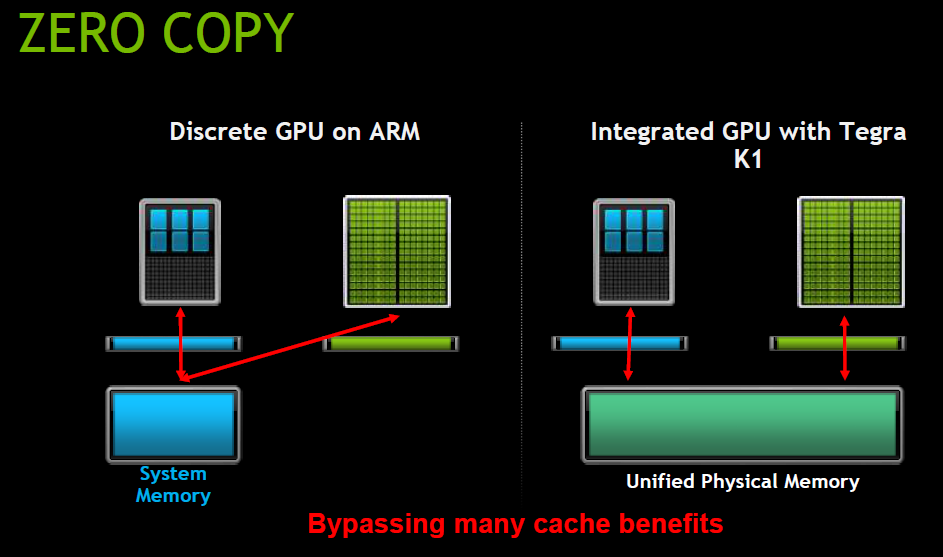 ZERO COPY
Discrete GPU on ARM
Integrated GPU with Tegra
K1
System
Memory
Unified Physical Memory
Bypassing many cache benefits